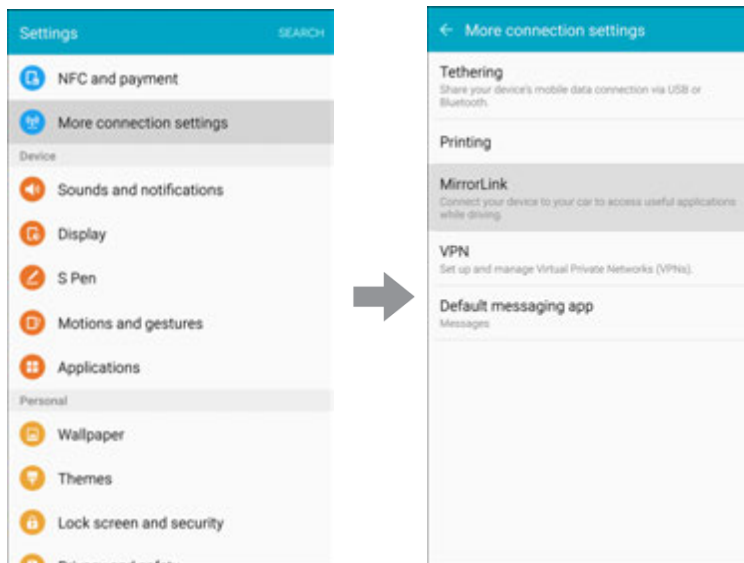 Settings
SEARCH
NFC and payment
More connection settings
Device
Sounds and notifications
Display
S Pen
Motions and gestures
Applications
Personal
Wallpaper
Themes
Lock screen and security
More connection settings
Tethering
Share your device's mobile data connection via USB or
Bluetooth.
Printing
MirrorLink
Connect your device to your car to access useful applications
while driving.
VPN
Set up and manage Virtual Private Networks (VPNs).
Default messaging app
Messages